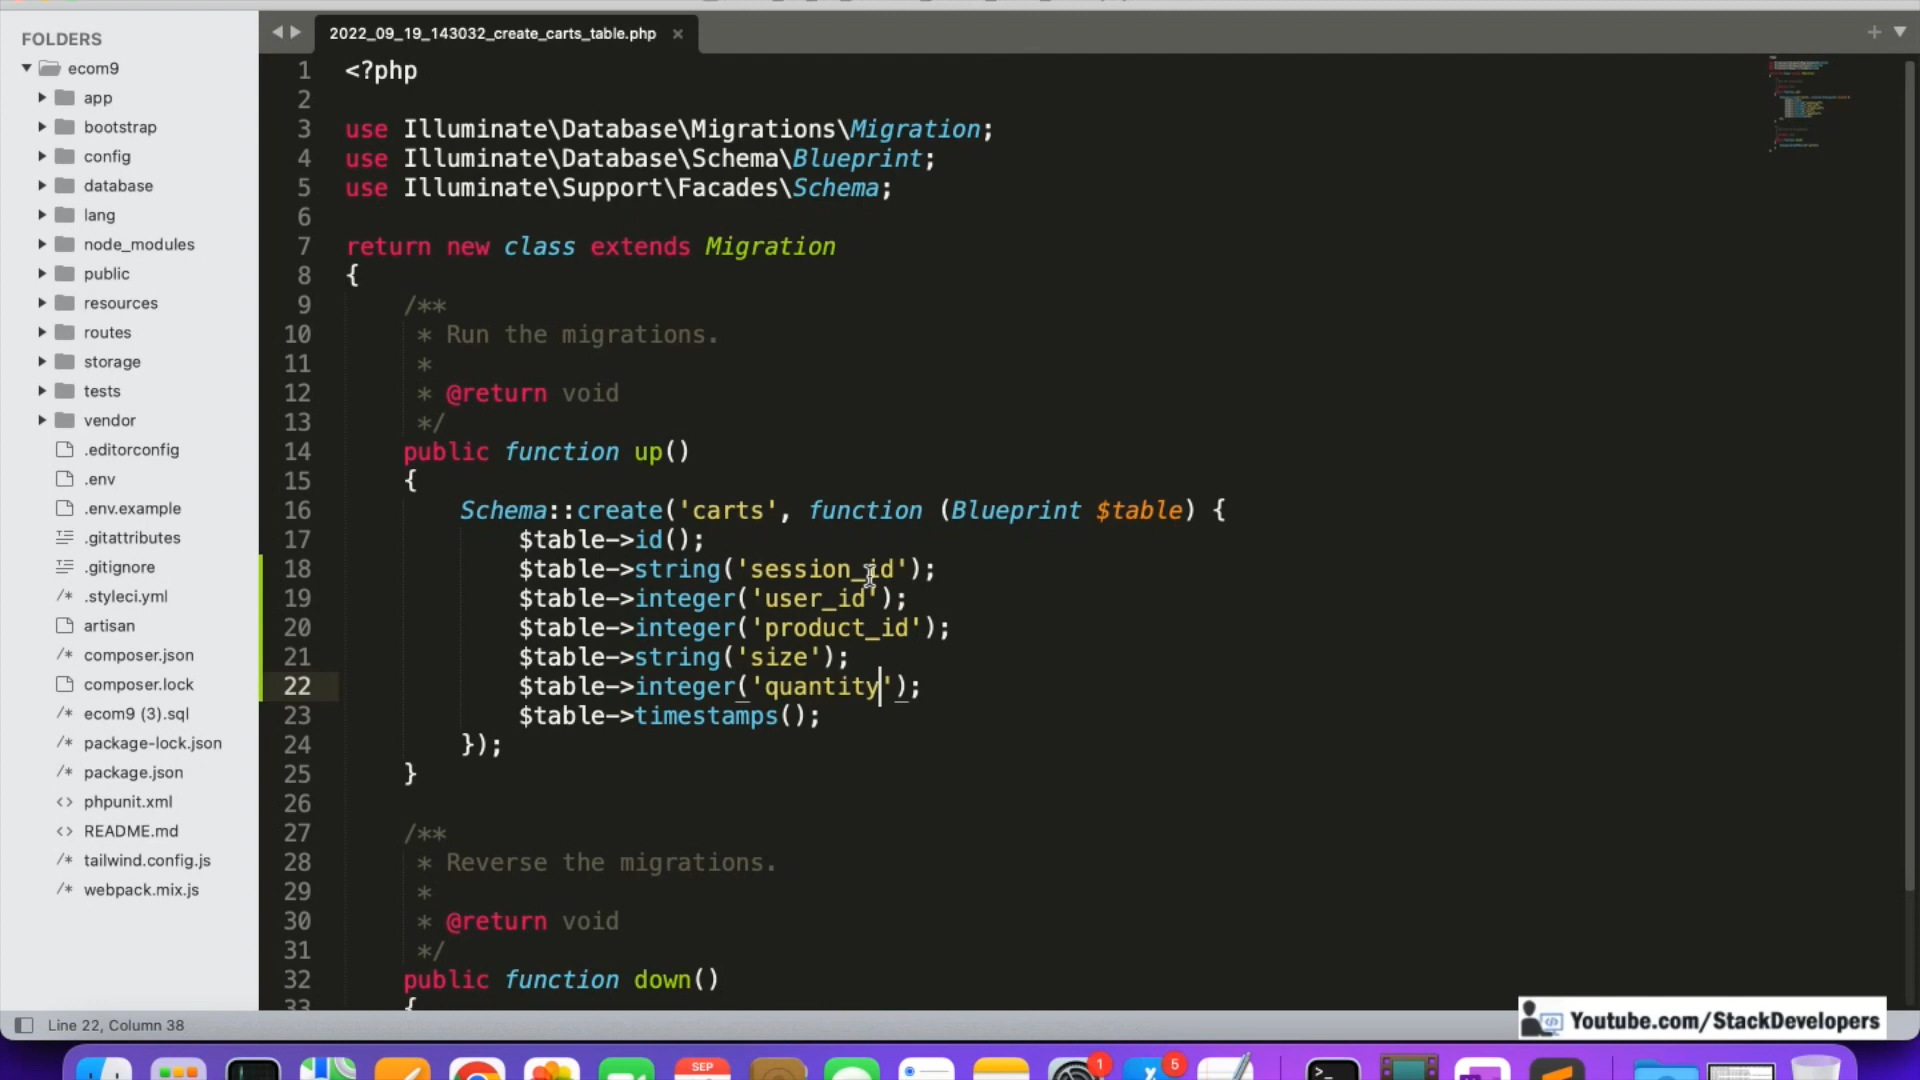 FOLDERS
ecom9
app
bootstrap
config
database
lang
node_modules
public
resources
routes
storage
tests
vendor
.editorconfig
.env
.env.example
.gitattributes
.gitignore
/* .styleci.yml
artisan
/* composer.json
composer.lock
ecom9 (3).sql
/* package-lock.json
/* package.json
<> phpunit.xml
<> README.md
/* tailwind.config.js
/* webpack.mix.js
2022_09_19_143032_create_carts_table.php
1 <?php
2
3 use Illuminate\Database\Migrations\Migration;
4 use Illuminate\Database\Schema\Blueprint;
5 use Illuminate\Support\Facades\Schema;
6
7 return new class extends Migration
8 {
9 /**
10 * Run the migrations.
11 *
12 * @return void
13 */
14 public function up()
15 {
16 Schema::create('carts', function (Blueprint $table) {
17 $table->id();
18 $table->string('session_id');
19 $table->integer('user_id');
20 $table->integer('product_id');
21 $table->string('size');
22 $table->integer('quantity');
23 $table->timestamps();
24 });
25 }
26
27 /**
28 * Reverse the migrations.
29 *
30 * @return void
31 */
32 public function down()
33 {
Line 22, Column 38
Youtube.com/StackDevelopers
SEP
1
5